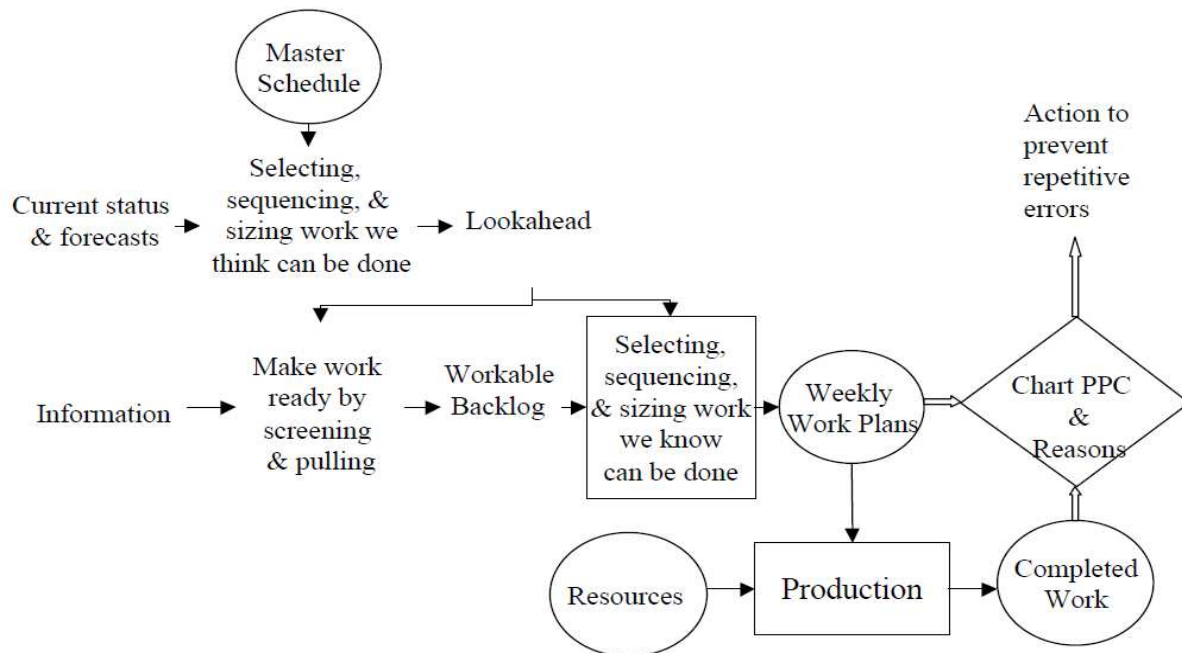 Master
Schedule
Action to
prevent
repetitive
errors
Current status
& forecasts
Selecting,
sequencing, &
sizing work we
think can be done
Lookahead
Information
Make work
ready by
screening
& pulling
Workable
Backlog
Selecting,
sequencing,
& sizing work
we know
can be done
Weekly
Work Plans
Chart PPC
&
Reasons
Resources
Production
Completed
Work